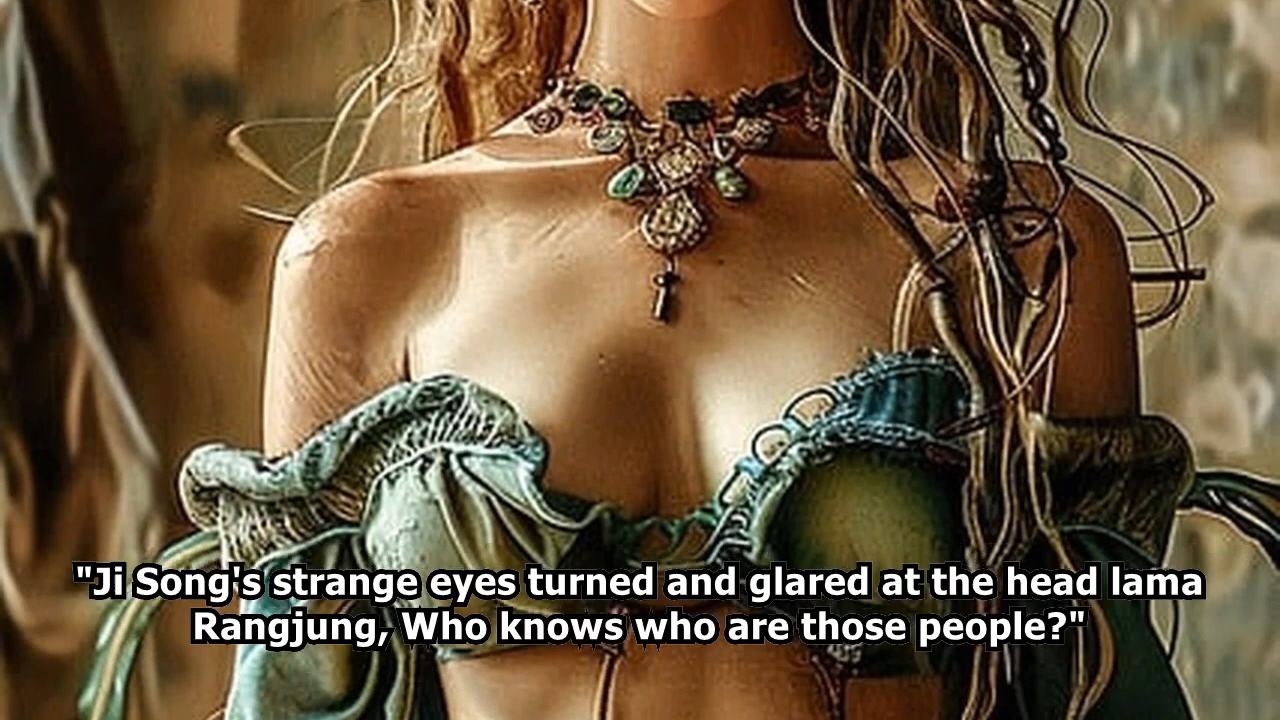 "Ji Song's strange eyes turned and glared at the head lama
Rangjung, Who knows who are those people?"